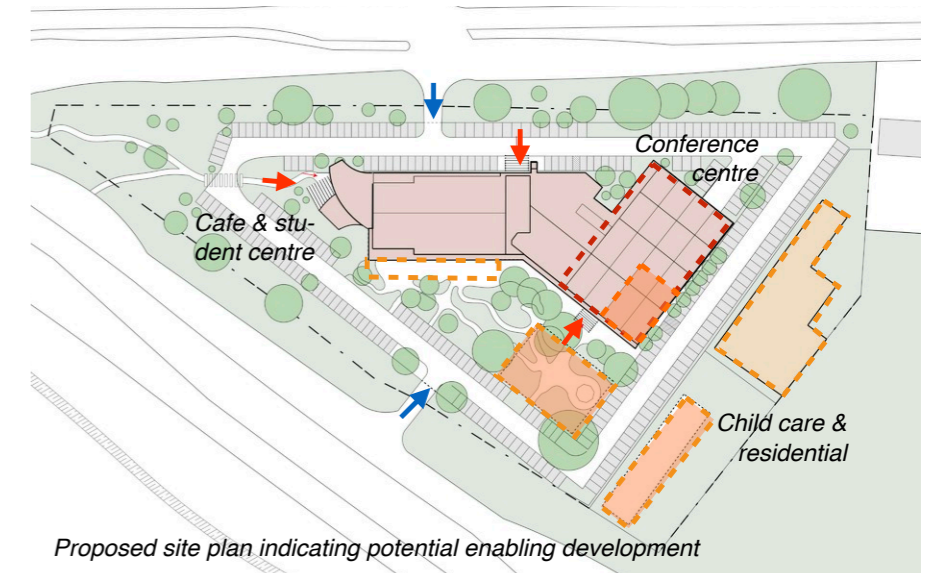 Conference
centre
Cafe & stu-
dent centre
Child care &
residential
Proposed site plan indicating potential enabling development